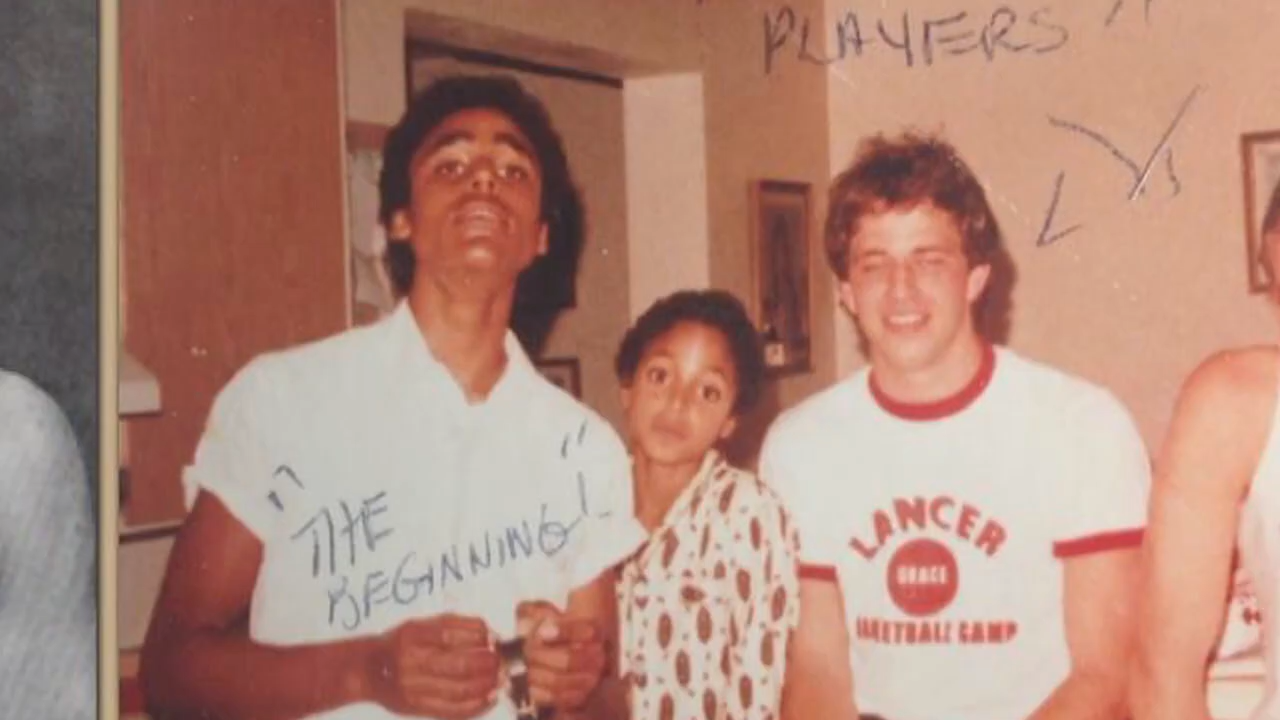 PLAYERS"
"THE
BEGINNING!"
LANCER
GRACE
BASKETBALL CAMP